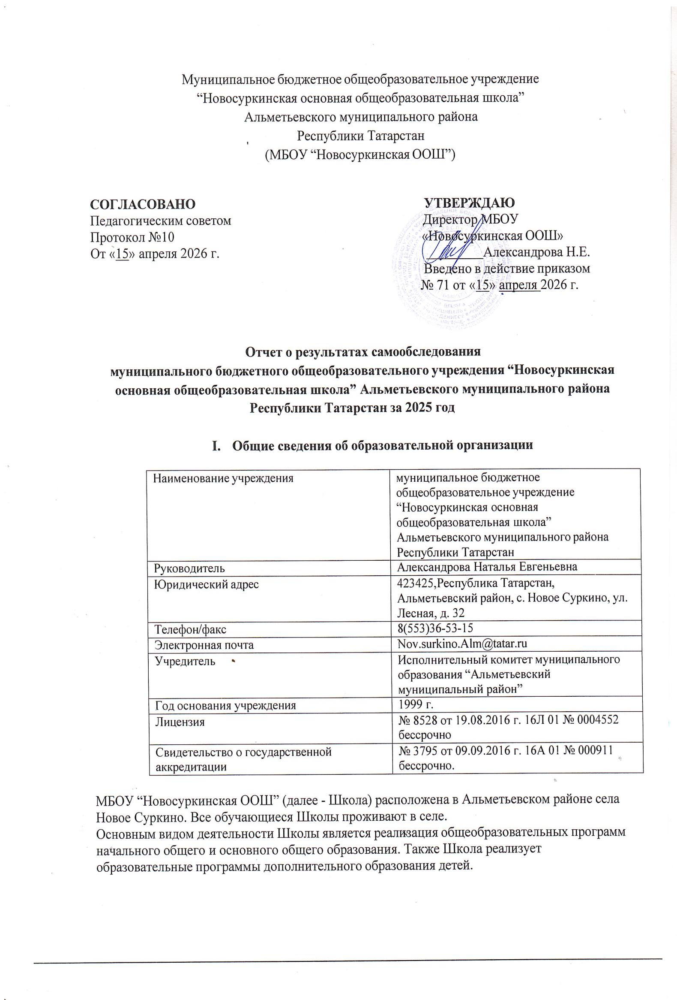 Муниципальное бюджетное общеобразовательное учреждение
“Новосуркинская основная общеобразовательная школа”
Альметьевского муниципального района
Республики Татарстан
(МБОУ “Новосуркинская ООШ”)
СОГЛАСОВАНО
Педагогическим советом
Протокол №10
От «15» апреля 2026 г.
УТВЕРЖДАЮ
Директор МБОУ
«Новосуркинская ООШ»
_________Александрова Н.Е.
Введено в действие приказом
№ 71 от «15» апреля 2026 г.
Отчет о результатах самообследования
муниципального бюджетного общеобразовательного учреждения “Новосуркинская
основная общеобразовательная школа” Альметьевского муниципального района
Республики Татарстан за 2025 год
I. Общие сведения об образовательной организации
Наименование учреждения
муниципальное бюджетное
общеобразовательное учреждение
“Новосуркинская основная
общеобразовательная школа”
Альметьевского муниципального района
Республики Татарстан
Руководитель
Александрова Наталья Евгеньевна
Юридический адрес
423425,Республика Татарстан,
Альметьевский район, с. Новое Суркино, ул.
Лесная, д. 32
Телефон/факс
8(553)36-53-15
Электронная почта
Nov.surkino.Alm@tatar.ru
Учредитель
Исполнительный комитет муниципального
образования “Альметьевский
муниципальный район”
Год основания учреждения
1999 г.
Лицензия
№ 8528 от 19.08.2016 г. 16Л 01 № 0004552
бессрочно
Свидетельство о государственной
аккредитации
№ 3795 от 09.09.2016 г. 16А 01 № 000911
бессрочно.
МБОУ “Новосуркинская ООШ” (далее - Школа) расположена в Альметьевском районе села
Новое Суркино. Все обучающиеся Школы проживают в селе.
Основным видом деятельности Школы является реализация общеобразовательных программ
начального общего и основного общего образования. Также Школа реализует
образовательные программы дополнительного образования детей.